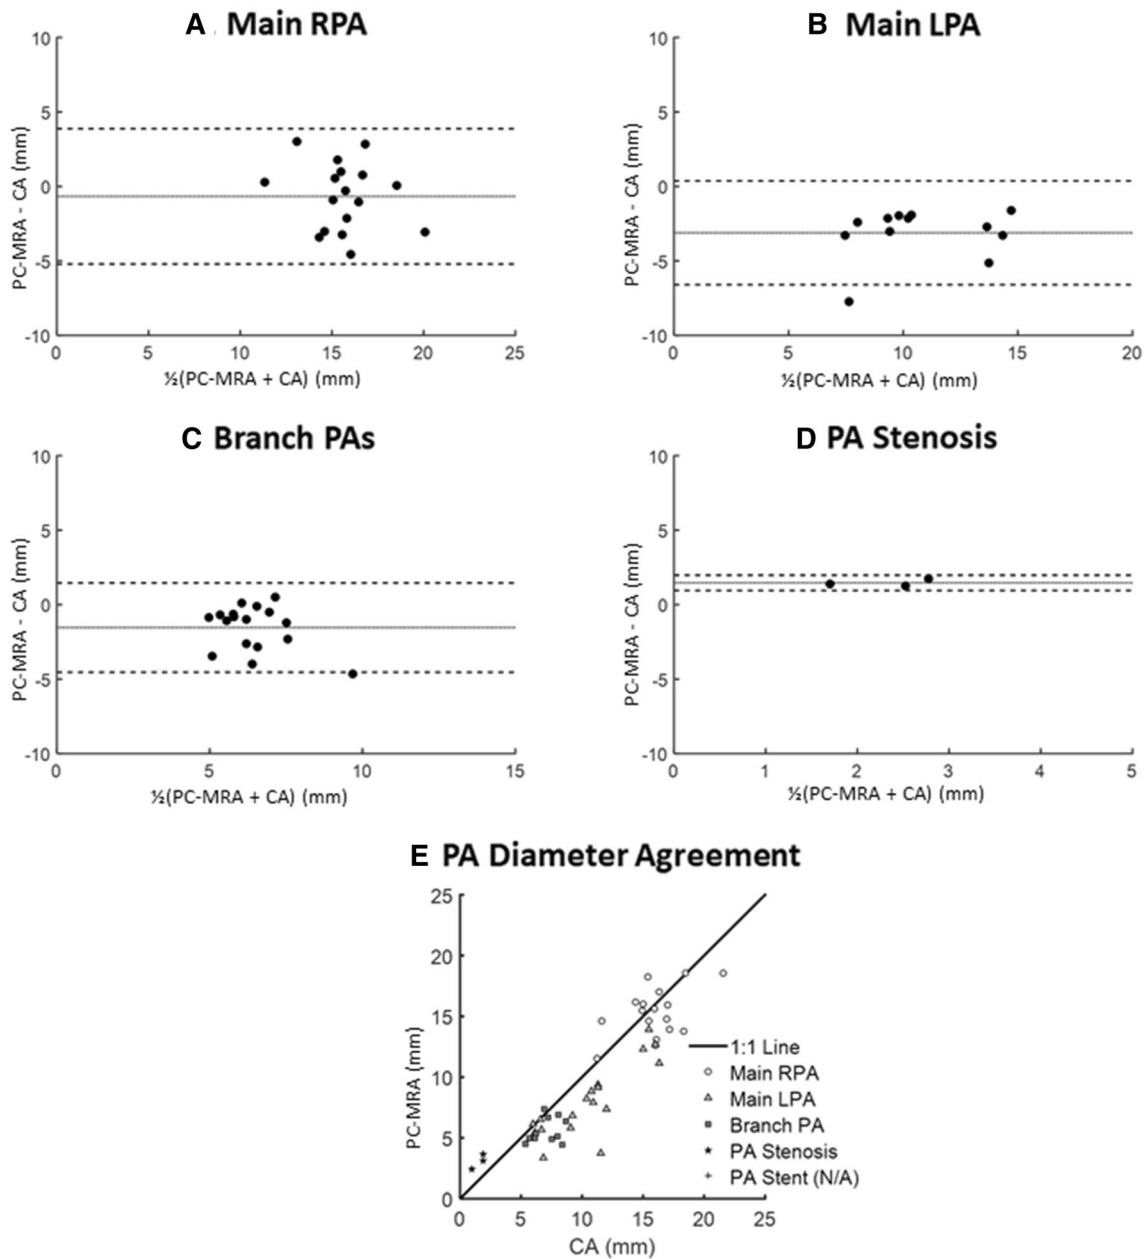 A Main RPA
10
5
0
-5
-10
PC-MRA - CA (mm)
0 5 10 15 20 25
½(PC-MRA + CA) (mm)
B Main LPA
10
5
0
-5
-10
PC-MRA - CA (mm)
0 5 10 15 20
½(PC-MRA + CA) (mm)
C Branch PAs
10
5
0
-5
-10
PC-MRA - CA (mm)
0 5 10 15
½(PC-MRA + CA) (mm)
D PA Stenosis
10
5
0
-5
-10
PC-MRA - CA (mm)
0 1 2 3 4 5
½(PC-MRA + CA) (mm)
E PA Diameter Agreement
25
20
15
10
5
0
PC-MRA (mm)
1:1 Line
Main RPA
Main LPA
Branch PA
PA Stenosis
PA Stent (N/A)
0 5 10 15 20 25
CA (mm)